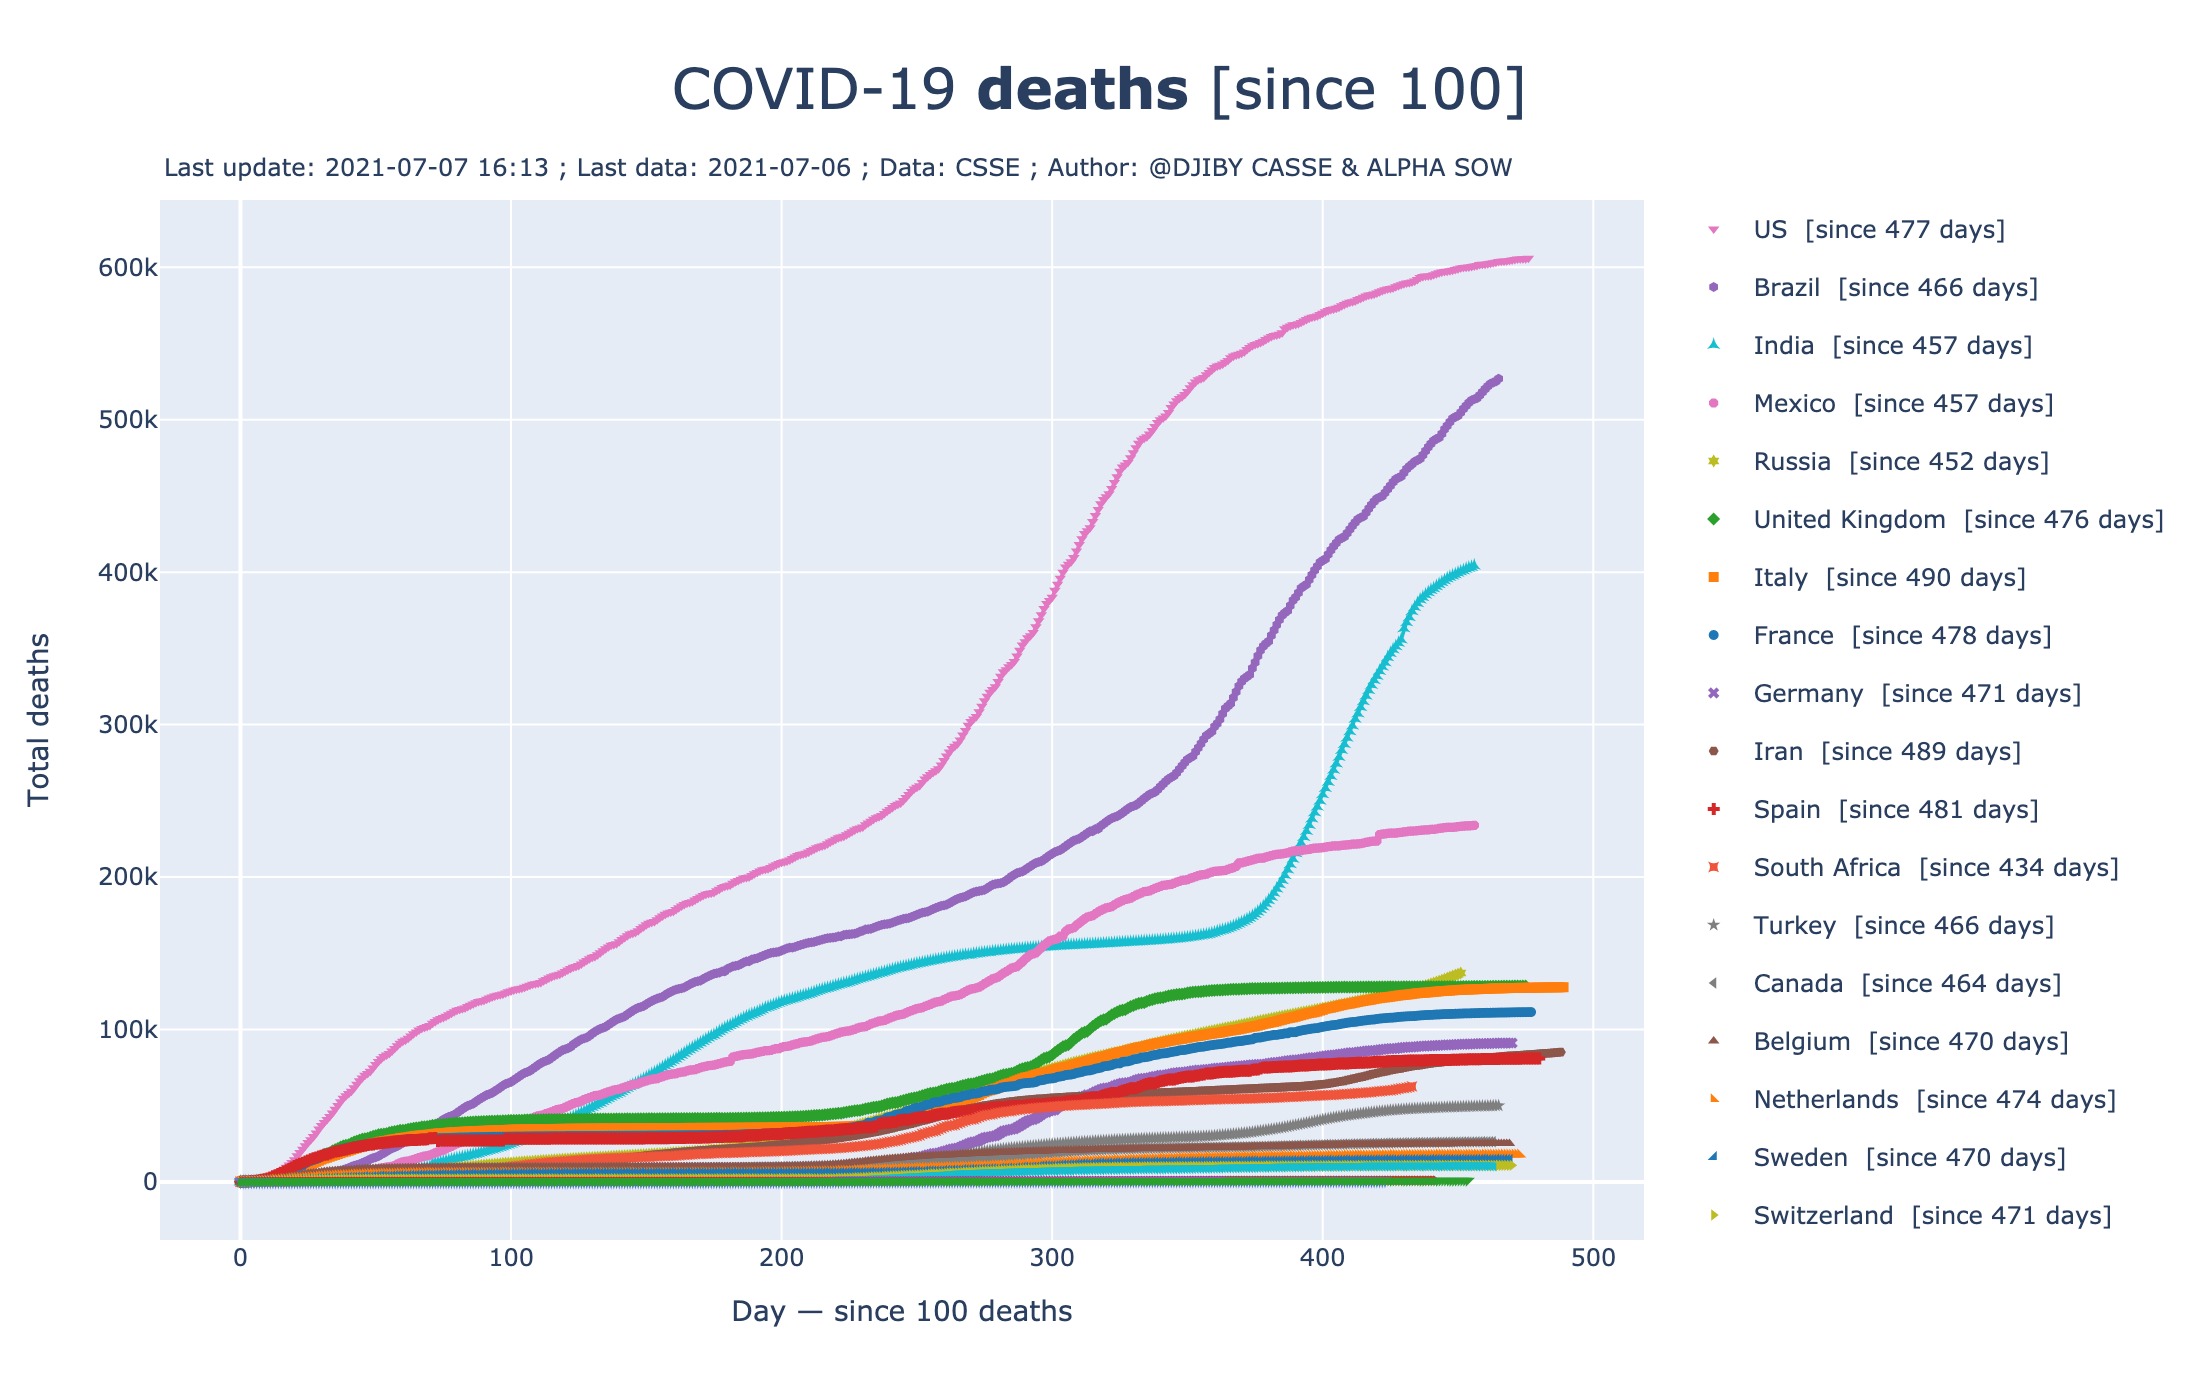 COVID-19 deaths [since 100]
Last update: 2021-07-07 16:13 ; Last data: 2021-07-06 ; Data: CSSE ; Author: @DJIBY CASSE & ALPHA SOW
Total deaths
600k
500k
400k
300k
200k
100k
0
0 100 200 300 400 500
Day — since 100 deaths
US [since 477 days]
Brazil [since 466 days]
India [since 457 days]
Mexico [since 457 days]
Russia [since 452 days]
United Kingdom [since 476 days]
Italy [since 490 days]
France [since 478 days]
Germany [since 471 days]
Iran [since 489 days]
Spain [since 481 days]
South Africa [since 434 days]
Turkey [since 466 days]
Canada [since 464 days]
Belgium [since 470 days]
Netherlands [since 474 days]
Sweden [since 470 days]
Switzerland [since 471 days]